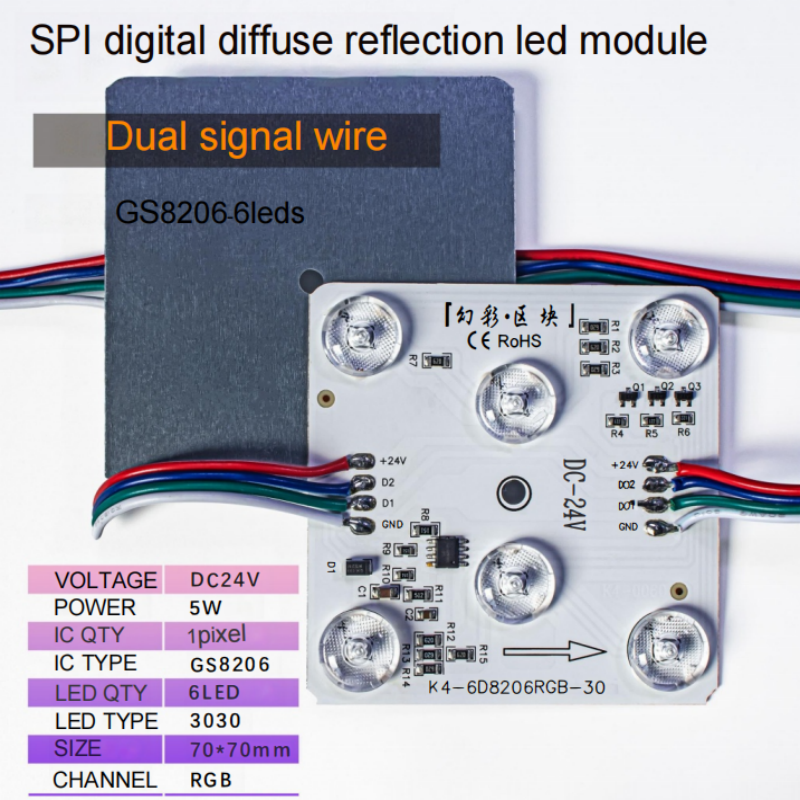 SPI digital diffuse reflection led module
Dual signal wire
GS8206-6leds
「幻彩·区块」
CE RoHS
R1
R2
R3
R7
Q1 Q2 Q3
R4 R5 R6
+24V
D2
D1
GND
DC-24V
+24V
DO2
DO1
GND
R8
R9
D1
R10
C1
R11
C2
R12
R13
R14
R15
K4-6D8206RGB-30
VOLTAGE DC24V
POWER 5W
IC QTY 1pixel
IC TYPE GS8206
LED QTY 6LED
LED TYPE 3030
SIZE 70*70mm
CHANNEL RGB